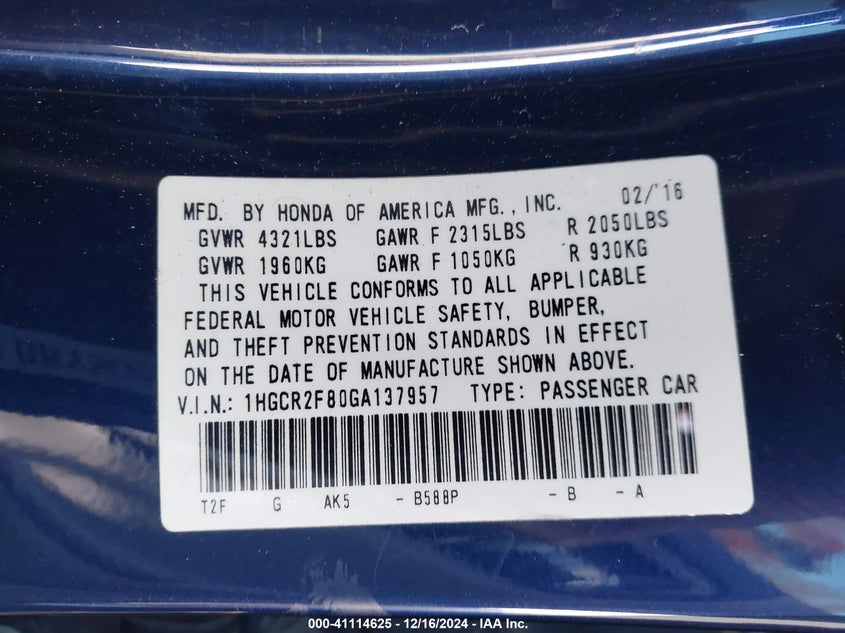 MFD. BY HONDA OF AMERICA MFG., INC. 02/'16
GVWR 4321LBS GAWR F 2315LBS R 2050LBS
GVWR 1960KG GAWR F 1050KG R 930KG
THIS VEHICLE CONFORMS TO ALL APPLICABLE
FEDERAL MOTOR VEHICLE SAFETY, BUMPER,
AND THEFT PREVENTION STANDARDS IN EFFECT
ON THE DATE OF MANUFACTURE SHOWN ABOVE.
V.I.N.: 1HGCR2F80GA137957 TYPE: PASSENGER CAR
T2F G AK5 - B588P - B - A
000-41114625 - 12/16/2024 - IAA Inc.